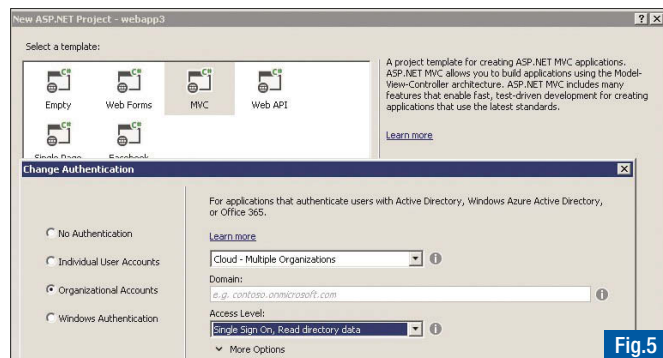 New ASP.NET Project - webapp3
Select a template:
Empty
Web Forms
MVC
Web API
Single Page
Facebook
A project template for creating ASP.NET MVC applications.
ASP.NET MVC allows you to build applications using the Model-
View-Controller architecture. ASP.NET MVC includes many
features that enable fast, test-driven development for creating
applications that use the latest standards.
Learn more
Change Authentication
No Authentication
Individual User Accounts
Organizational Accounts
Windows Authentication
For applications that authenticate users with Active Directory, Windows Azure Active Directory,
or Office 365.
Learn more
Cloud - Multiple Organizations
Domain:
e.g. contoso.onmicrosoft.com
Access Level:
Single Sign On, Read directory data
More Options
Fig.5